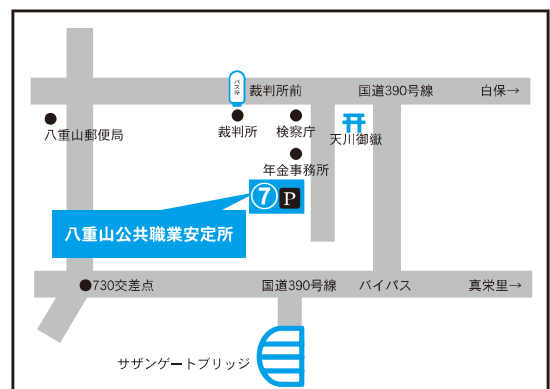 バス停
裁判所前
国道390号線
白保→
八重山郵便局
裁判所
検察庁
天川御嶽
年金事務所
⑦ P
八重山公共職業安定所
730交差点
国道390号線
バイパス
真栄里→
サザンゲートブリッジ